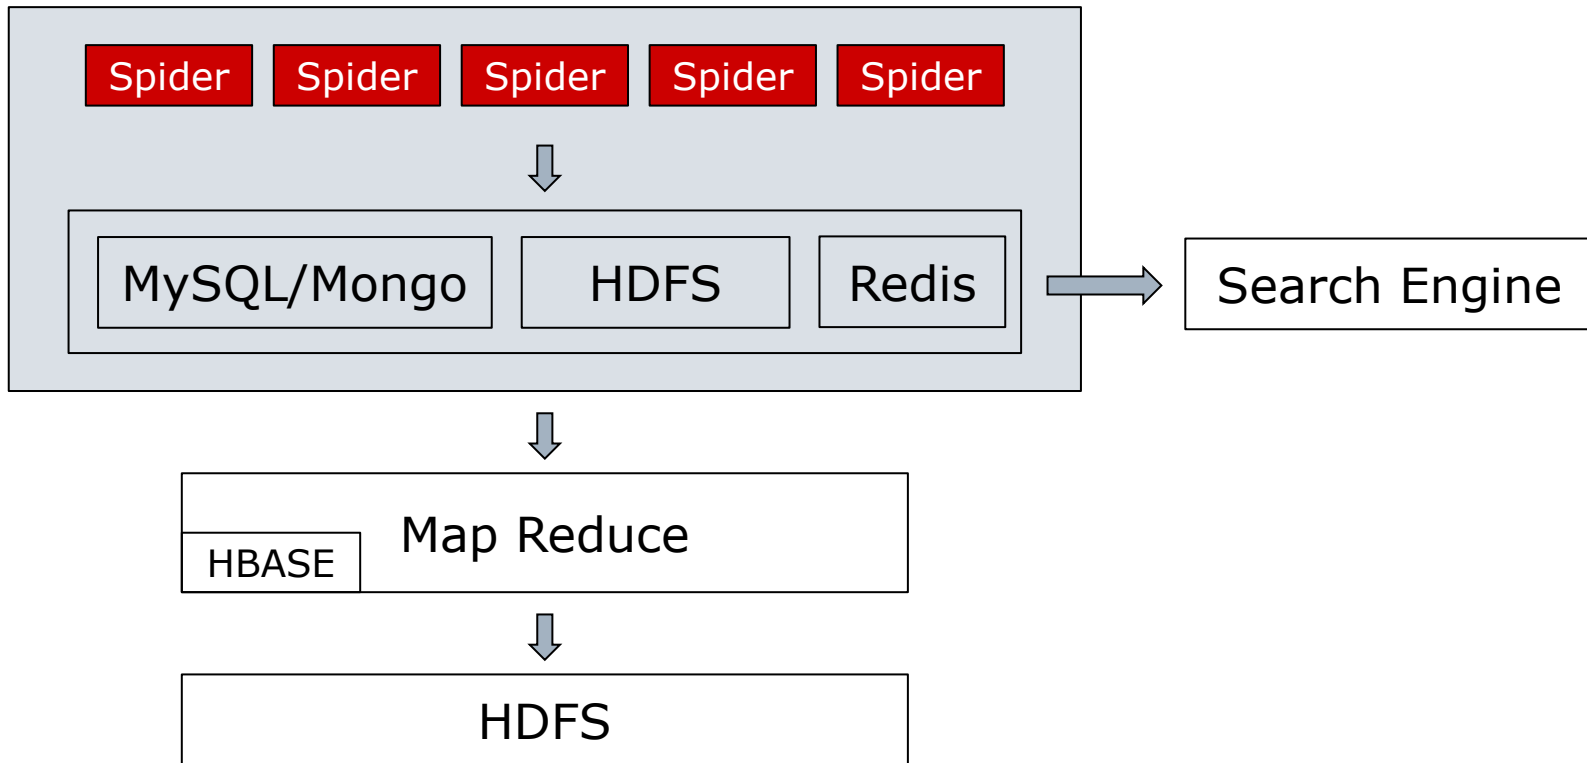 Spider Spider Spider Spider Spider
MySQL/Mongo HDFS Redis
Search Engine
Map Reduce
HBASE
HDFS